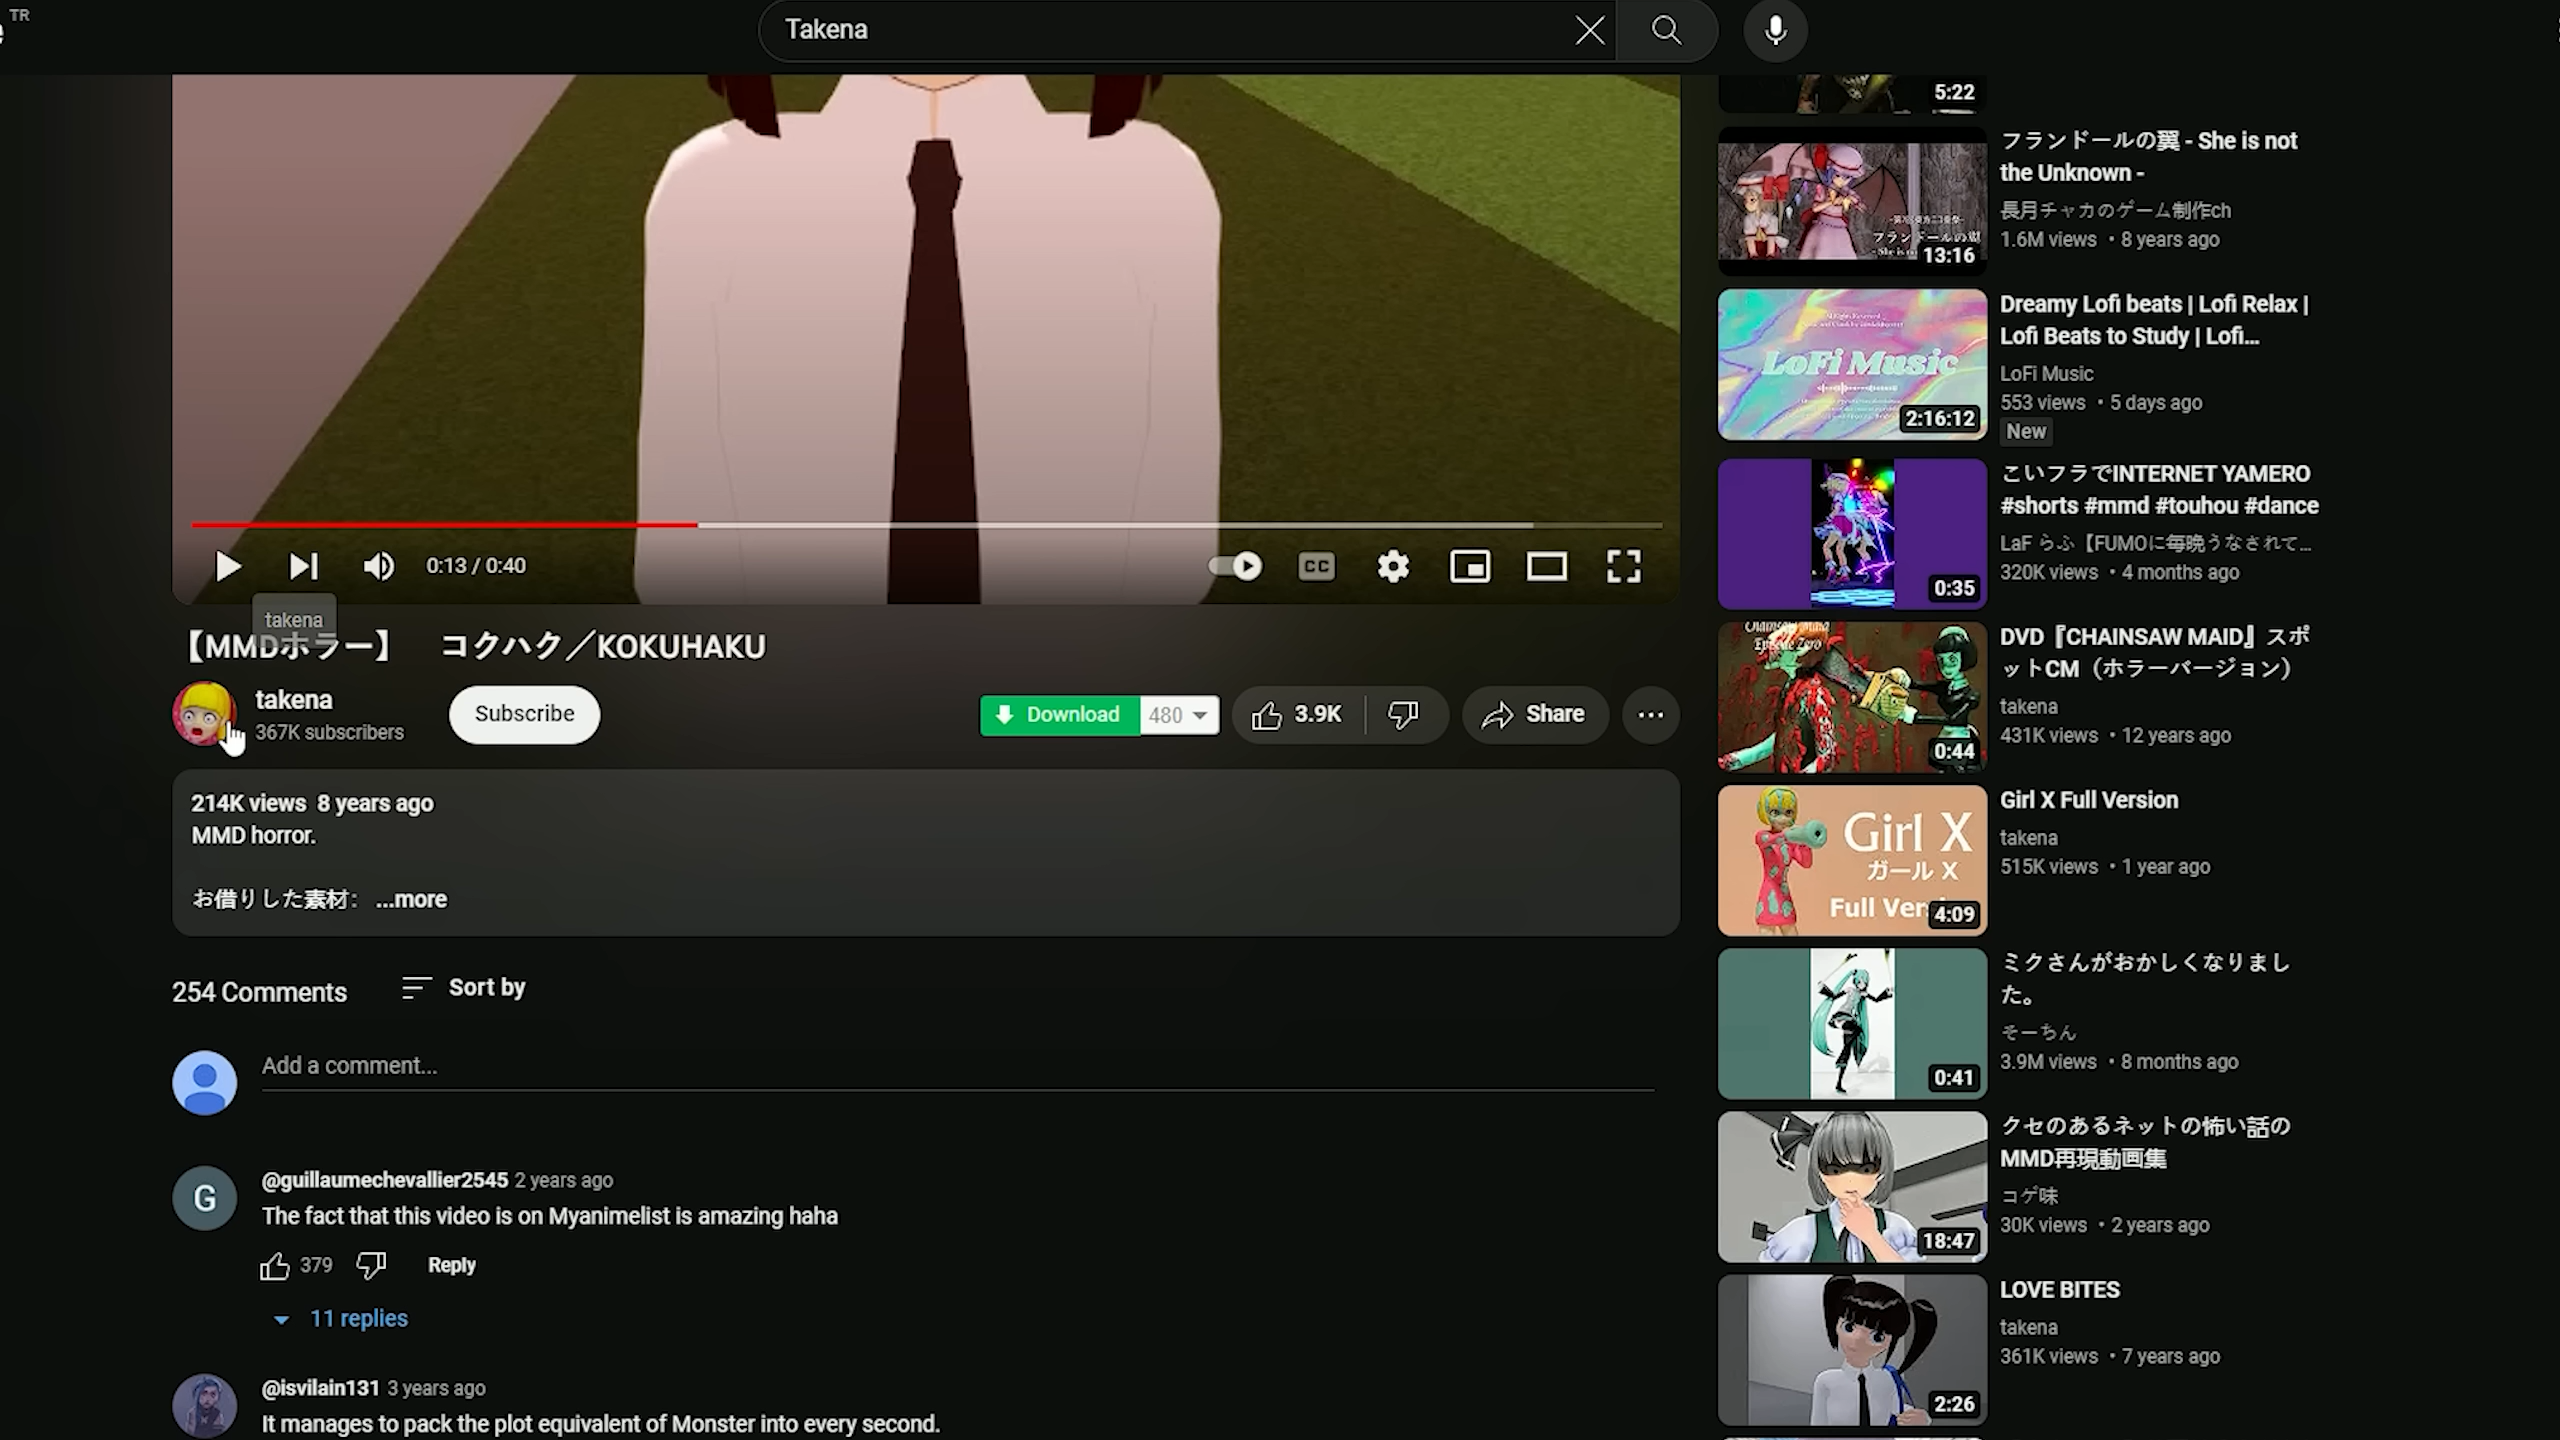 TR
Takena
0:13 / 0:40
CC
takena
【MMDホラー】 コクハク／KOKUHAKU
takena
367K subscribers
Subscribe
Download
480
3.9K
Share
214K views 8 years ago
MMD horror.
お借りした素材: ...more
254 Comments
Sort by
Add a comment...
G
@guillaumechevallier2545 2 years ago
The fact that this video is on Myanimelist is amazing haha
379
Reply
11 replies
@isvilain131 3 years ago
It manages to pack the plot equivalent of Monster into every second.
5:22
フランドールの翼
13:16
フランドールの翼 - She is not
the Unknown -
長月チャカのゲーム制作ch
1.6M views • 8 years ago
LoFi Music
2:16:12
Dreamy Lofi beats | Lofi Relax |
Lofi Beats to Study | Lofi...
LoFi Music
553 views • 5 days ago
New
0:35
こいフラでINTERNET YAMERO
#shorts #mmd #touhou #dance
LaF らふ【FUMOに毎晩うなされて...
320K views • 4 months ago
Chainsaw Maid
Episode Zero
0:44
DVD『CHAINSAW MAID』スポ
ットCM（ホラーバージョン）
takena
431K views • 12 years ago
Girl X
ガール X
Full Ver
4:09
Girl X Full Version
takena
515K views • 1 year ago
0:41
ミクさんがおかしくなりまし
た。
そーちん
3.9M views • 8 months ago
18:47
クセのあるネットの怖い話の
MMD再現動画集
コゲ味
30K views • 2 years ago
2:26
LOVE BITES
takena
361K views • 7 years ago